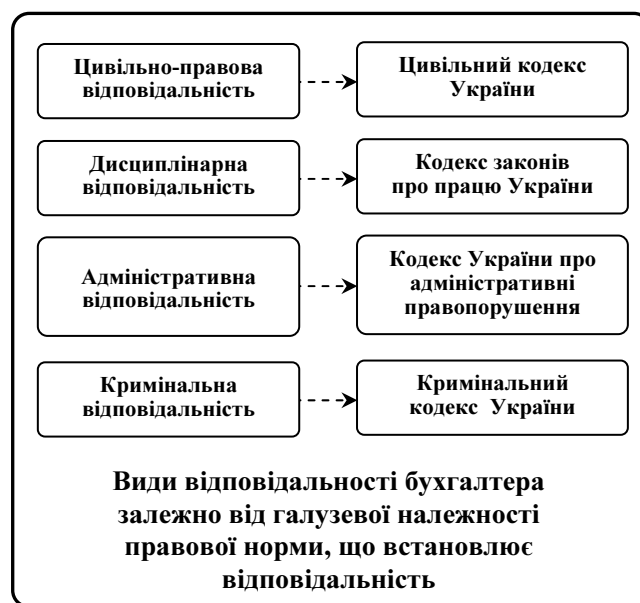 Цивільно-правова
відповідальність
Цивільний кодекс
України
Дисциплінарна
відповідальність
Кодекс законів
про працю України
Адміністративна
відповідальність
Кодекс України про
адміністративні
правопорушення
Кримінальна
відповідальність
Кримінальний
кодекс України
Види відповідальності бухгалтера
залежно від галузевої належності
правової норми, що встановлює
відповідальність